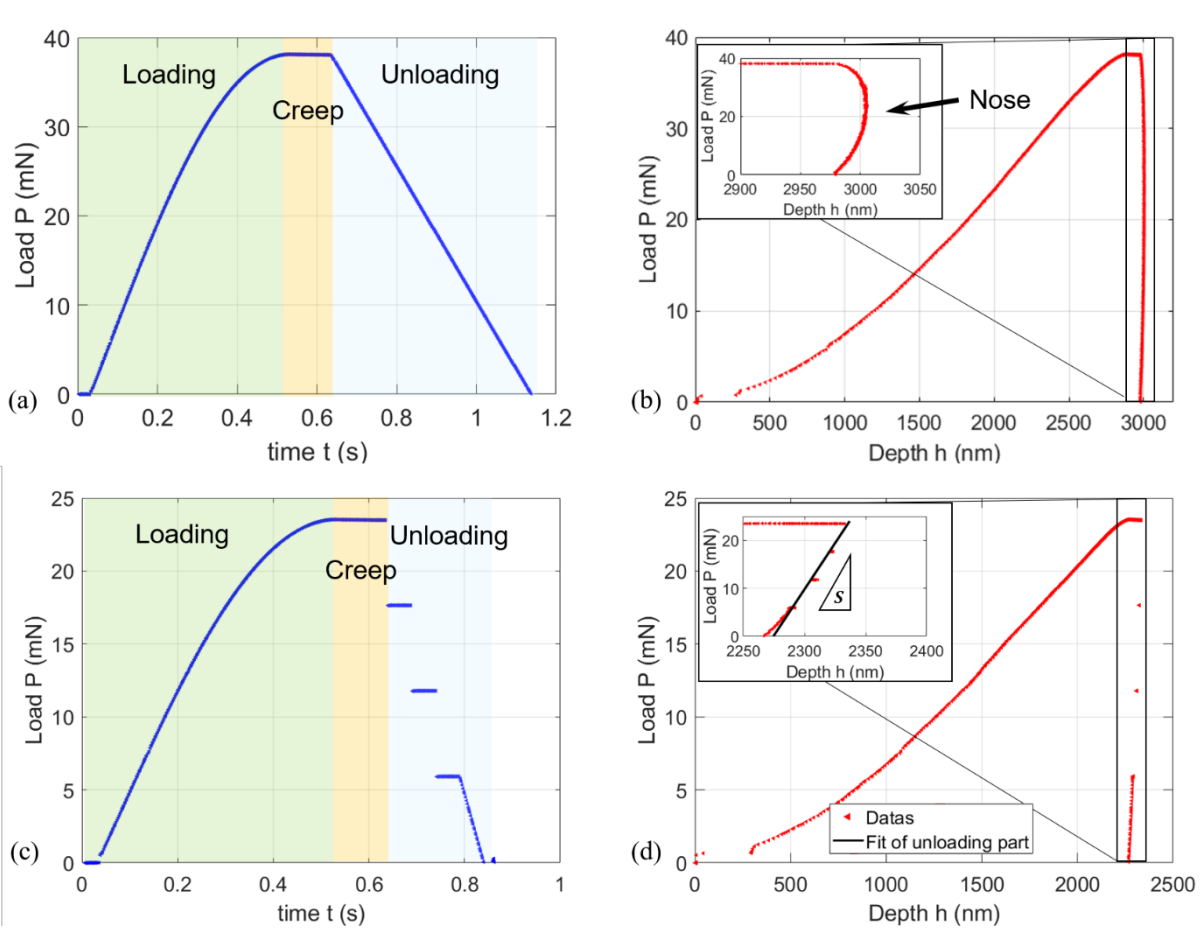 40
30
20
10
0
Load P (mN)
Loading
Creep
Unloading
(a)
0
0.2
0.4
0.6
0.8
1
1.2
time t (s)
40
30
20
10
0
Load P (mN)
40
20
0
Load P (mN)
2900
2950
3000
3050
Depth h (nm)
Nose
(b)
0
500
1000
1500
2000
2500
3000
Depth h (nm)
25
20
15
10
5
0
Load P (mN)
Loading
Creep
Unloading
(c)
0
0.2
0.4
0.6
0.8
1
time t (s)
25
20
15
10
5
0
Load P (mN)
20
10
0
Load P (mN)
S
2250
2300
2350
2400
Depth h (nm)
Datas
Fit of unloading part
(d)
0
500
1000
1500
2000
2500
Depth h (nm)